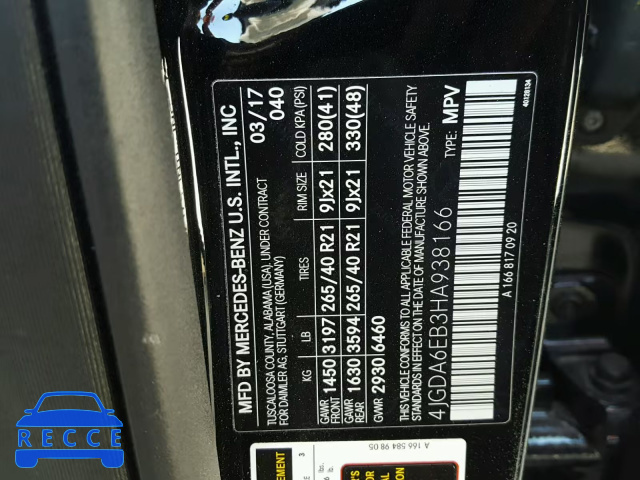 MFD BY MERCEDES-BENZ U.S. INTL., INC
TUSCALOOSA COUNTY, ALABAMA (USA). UNDER CONTRACT
FOR DAIMLER AG, STUTTGART (GERMANY)
03/17
040
KG LB TIRES RIM SIZE COLD KPA (PSI)
GAWR FRONT 1450 3197 265/40 R21 9Jx21 280(41)
GAWR REAR 1630 3594 265/40 R21 9Jx21 330(48)
GVWR 2930 6460
THIS VEHICLE CONFORMS TO ALL APPLICABLE FEDERAL MOTOR VEHICLE SAFETY
STANDARDS IN EFFECT ON THE DATE OF MANUFACTURE SHOWN ABOVE.
4JGDA6EB3HA938166
TYPE: MPV
A 166 817 09 20
40128134
A 166 584 98 05
RECCE